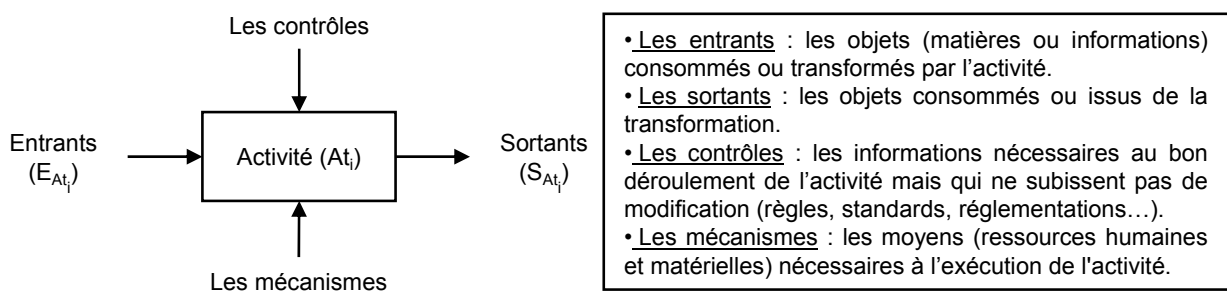 Les contrôles
Entrants
(E_At_i)
Activité (At_i)
Sortants
(S_At_i)
Les mécanismes
• Les entrants : les objets (matières ou informations)
consommés ou transformés par l’activité.
• Les sortants : les objets consommés ou issus de la
transformation.
• Les contrôles : les informations nécessaires au bon
déroulement de l’activité mais qui ne subissent pas de
modification (règles, standards, réglementations…).
• Les mécanismes : les moyens (ressources humaines
et matérielles) nécessaires à l’exécution de l'activité.